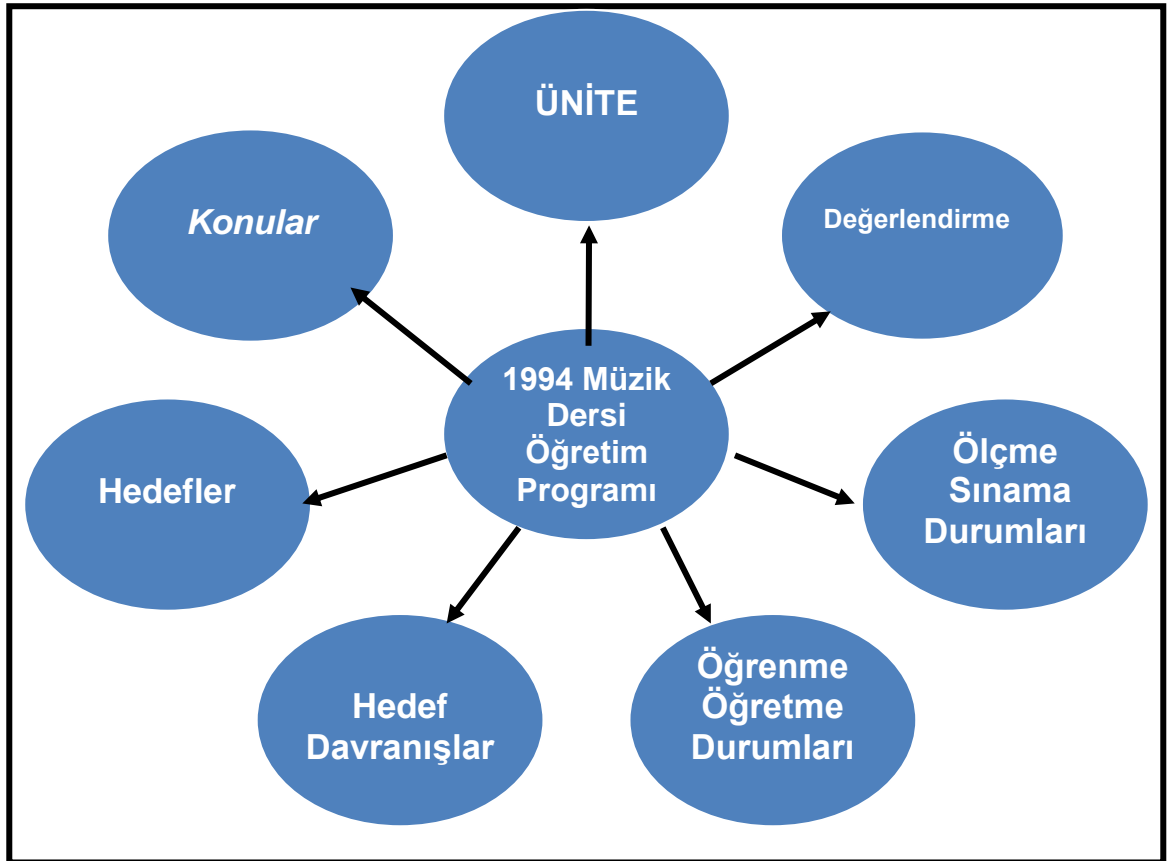 ÜNİTE
Konular
Değerlendirme
1994 Müzik
Dersi
Öğretim
Programı
Hedefler
Ölçme
Sınama
Durumları
Hedef
Davranışlar
Öğrenme
Öğretme
Durumları